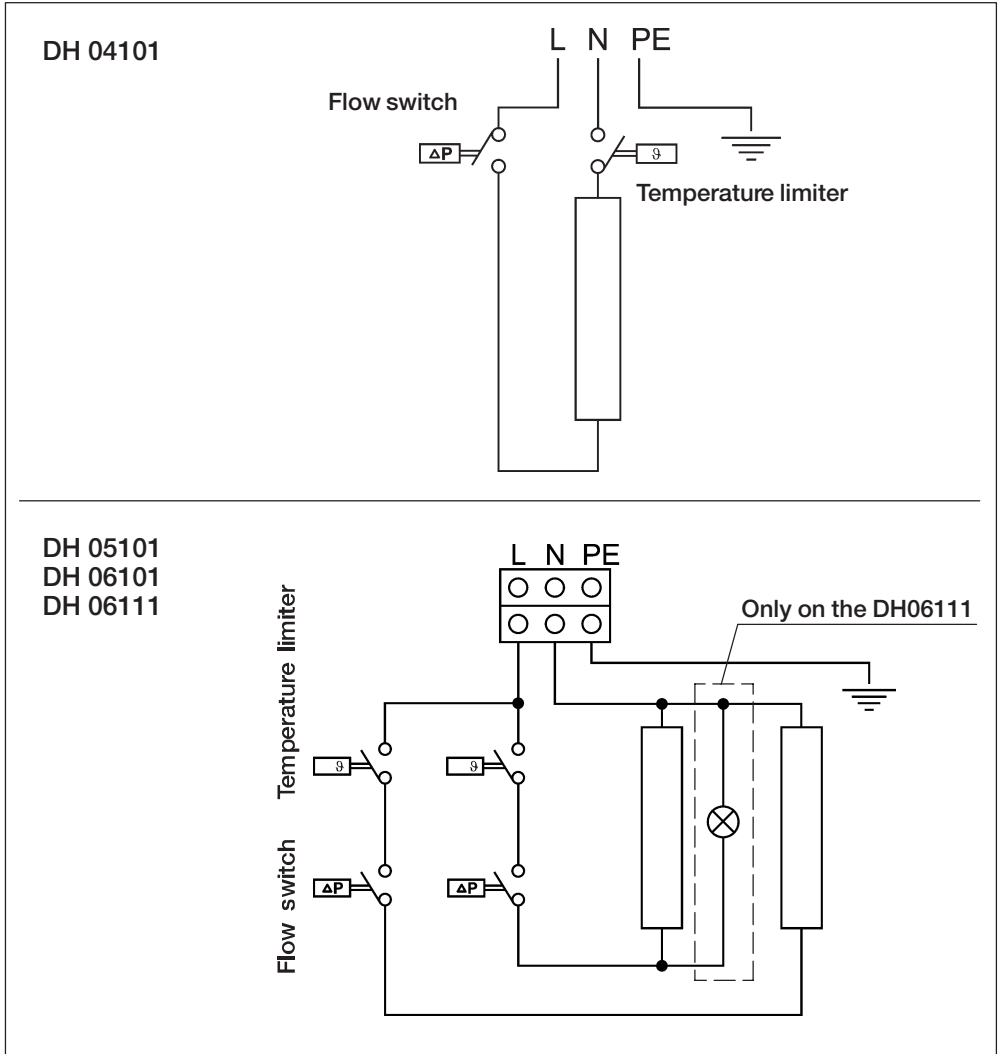 DH 04101
L N PE
Flow switch
ΔP
ϑ
Temperature limiter
DH 05101
DH 06101
DH 06111
L N PE
Only on the DH06111
Temperature limiter
ϑ
ϑ
Flow switch
ΔP
ΔP